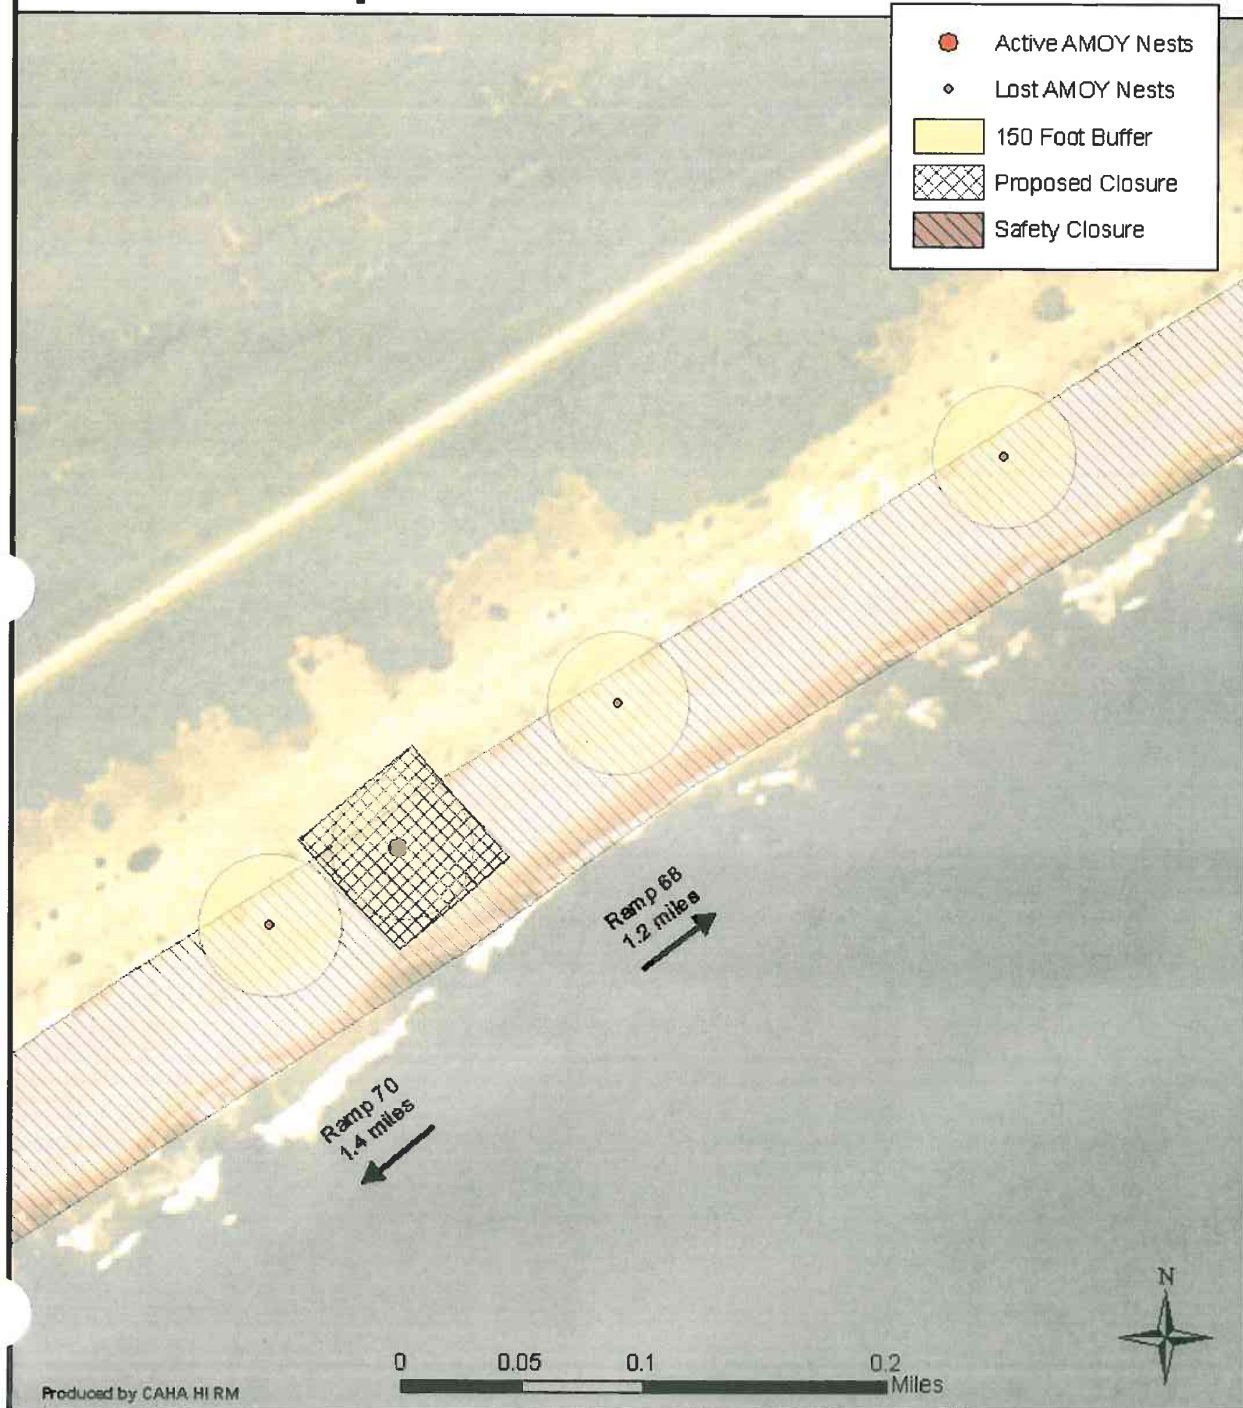 Active AMOY Nests
Lost AMOY Nests
150 Foot Buffer
Proposed Closure
Safety Closure
Ramp 68
1.2 miles
Ramp 70
1.4 miles
N
0 0.05 0.1 0.2
Miles
Produced by CAHA HI RM